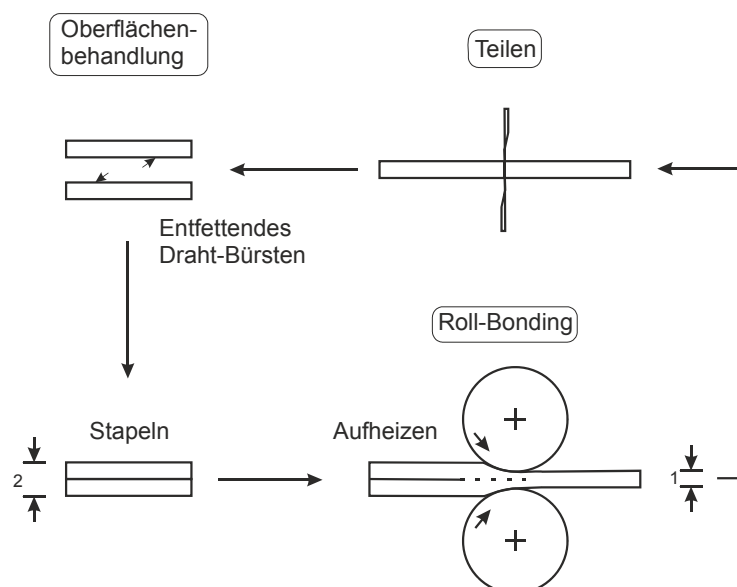 Oberflächen-
behandlung
Teilen
Entfettendes
Draht-Bürsten
Roll-Bonding
Stapeln
Aufheizen
2
1